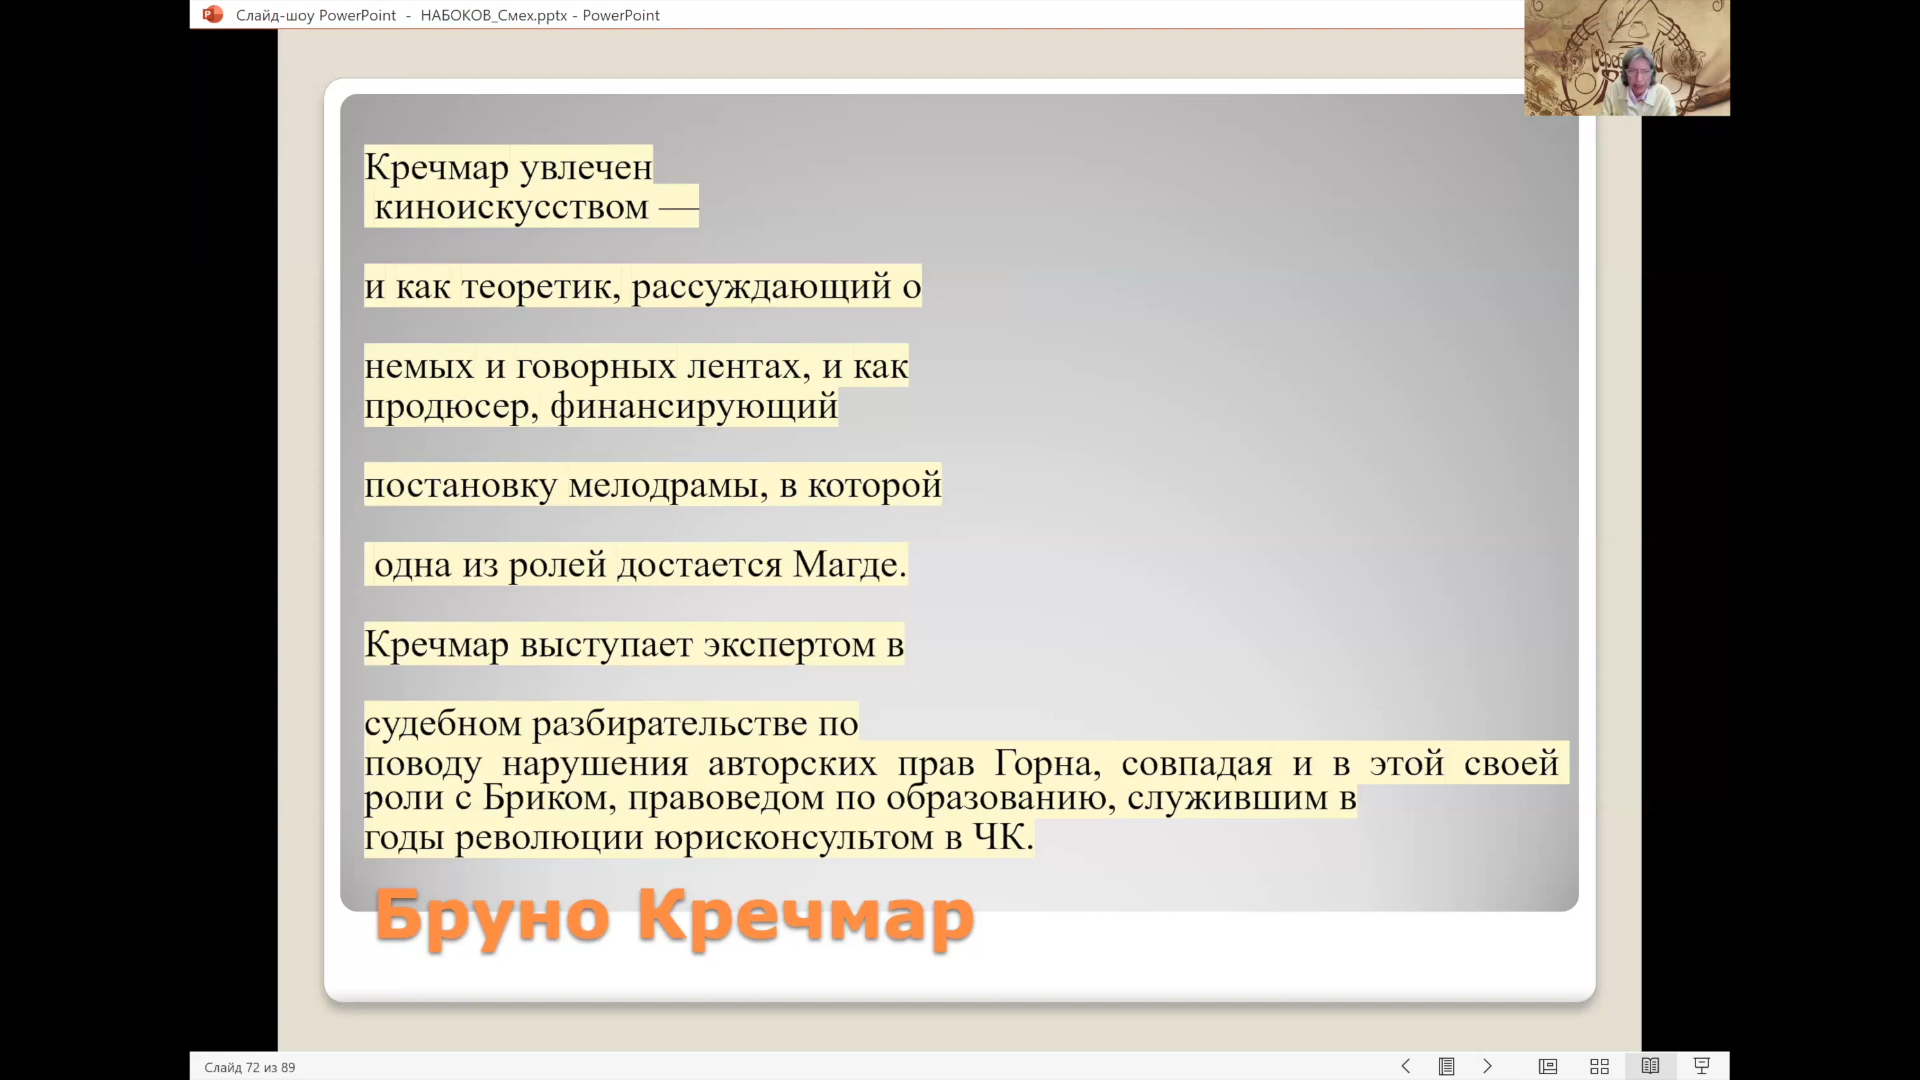 Слайд-шоу PowerPoint - НАБОКОВ_Смех.pptx - PowerPoint
Кречмар увлечен
киноискусством —
и как теоретик, рассуждающий о
немых и говорных лентах, и как
продюсер, финансирующий
постановку мелодрамы, в которой
одна из ролей достается Магде.
Кречмар выступает экспертом в
судебном разбирательстве по
поводу нарушения авторских прав Горна, совпадая и в этой своей
роли с Бриком, правоведом по образованию, служившим в
годы революции юрисконсультом в ЧК.
Бруно Кречмар
Слайд 72 из 89